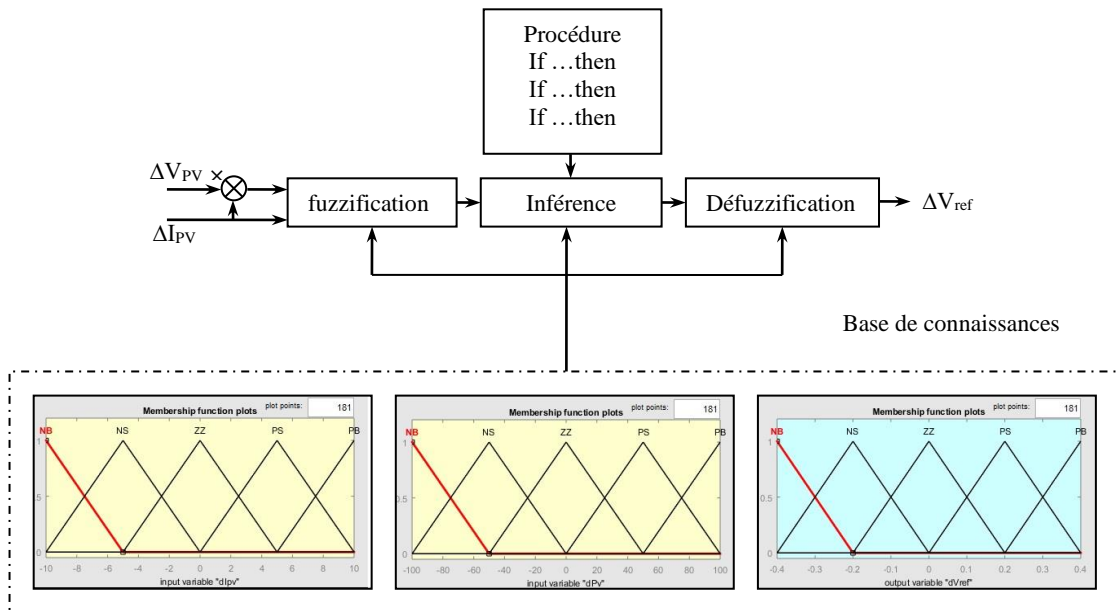 Procédure
If …then
If …then
If …then
ΔV_PV ×
ΔI_PV
fuzzification
Inférence
Défuzzification
ΔV_ref
Base de connaissances
Membership function plots
plot points: 181
NB NS ZZ PS PB
1
.5
0
-10 -8 -6 -4 -2 0 2 4 6 8 10
input variable "dIpv"
Membership function plots
plot points: 181
NB NS ZZ PS PB
1
0.5
0
-100 -80 -60 -40 -20 0 20 40 60 80 100
input variable "dPv"
Membership function plots
plot points: 181
NB NS ZZ PS PB
1
0.5
0
-0.4 -0.3 -0.2 -0.1 0 0.1 0.2 0.3 0.4
output variable "dVref"